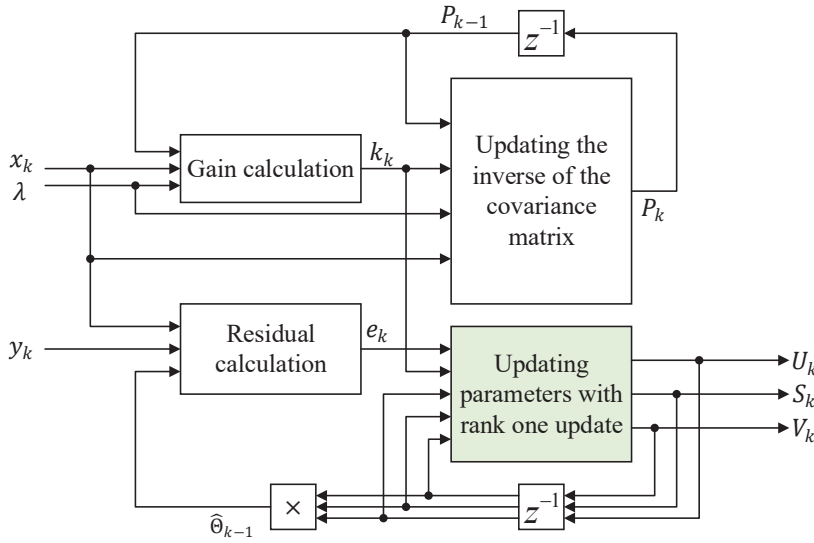 P_{k−1}
z^{−1}
x_k
λ
Gain calculation
k_k
Updating the
inverse of the
covariance
matrix
P_k
y_k
Residual
calculation
e_k
Updating
parameters with
rank one update
U_k
S_k
V_k
Θ̂_{k−1}
×
z^{−1}